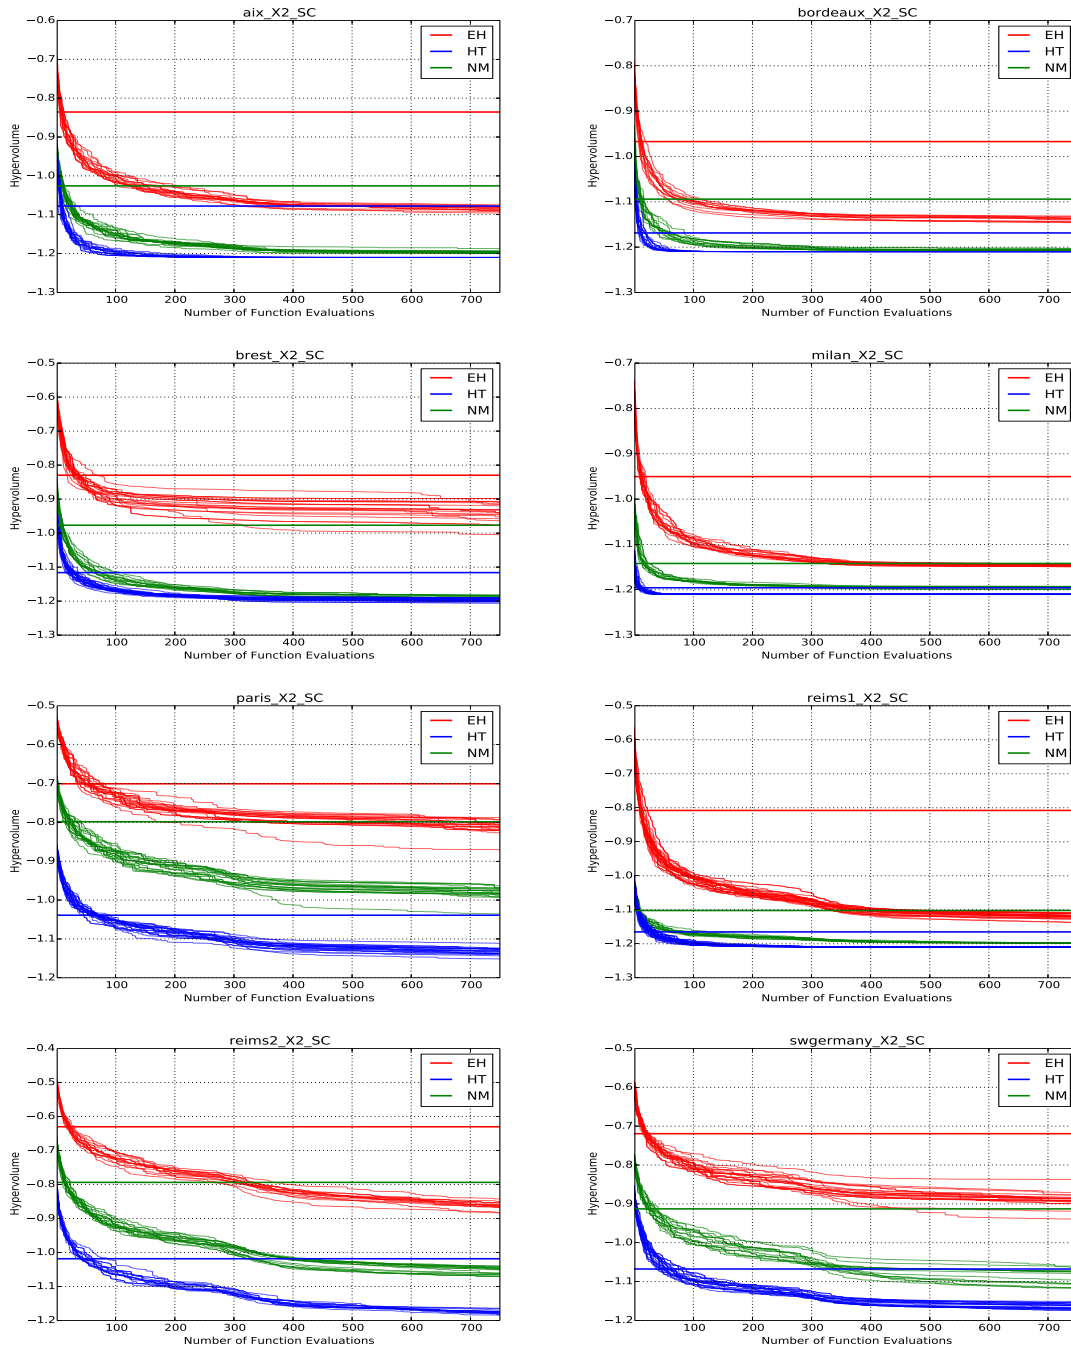 aix_X2_SC
−0.6
−0.7
−0.8
−0.9
−1.0
−1.1
−1.2
−1.3
Hypervolume
EH
HT
NM
100 200 300 400 500 600 700
Number of Function Evaluations
bordeaux_X2_SC
−0.7
−0.8
−0.9
−1.0
−1.1
−1.2
−1.3
Hypervolume
EH
HT
NM
100 200 300 400 500 600 700
Number of Function Evaluations
brest_X2_SC
−0.5
−0.6
−0.7
−0.8
−0.9
−1.0
−1.1
−1.2
−1.3
Hypervolume
EH
HT
NM
100 200 300 400 500 600 700
Number of Function Evaluations
milan_X2_SC
−0.7
−0.8
−0.9
−1.0
−1.1
−1.2
−1.3
Hypervolume
EH
HT
NM
100 200 300 400 500 600 700
Number of Function Evaluations
paris_X2_SC
−0.5
−0.6
−0.7
−0.8
−0.9
−1.0
−1.1
−1.2
Hypervolume
EH
HT
NM
100 200 300 400 500 600 700
Number of Function Evaluations
reims1_X2_SC
−0.5
−0.6
−0.7
−0.8
−0.9
−1.0
−1.1
−1.2
−1.3
Hypervolume
EH
HT
NM
100 200 300 400 500 600 700
Number of Function Evaluations
reims2_X2_SC
−0.4
−0.5
−0.6
−0.7
−0.8
−0.9
−1.0
−1.1
−1.2
Hypervolume
EH
HT
NM
100 200 300 400 500 600 700
Number of Function Evaluations
swgermany_X2_SC
−0.5
−0.6
−0.7
−0.8
−0.9
−1.0
−1.1
−1.2
Hypervolume
EH
HT
NM
100 200 300 400 500 600 700
Number of Function Evaluations